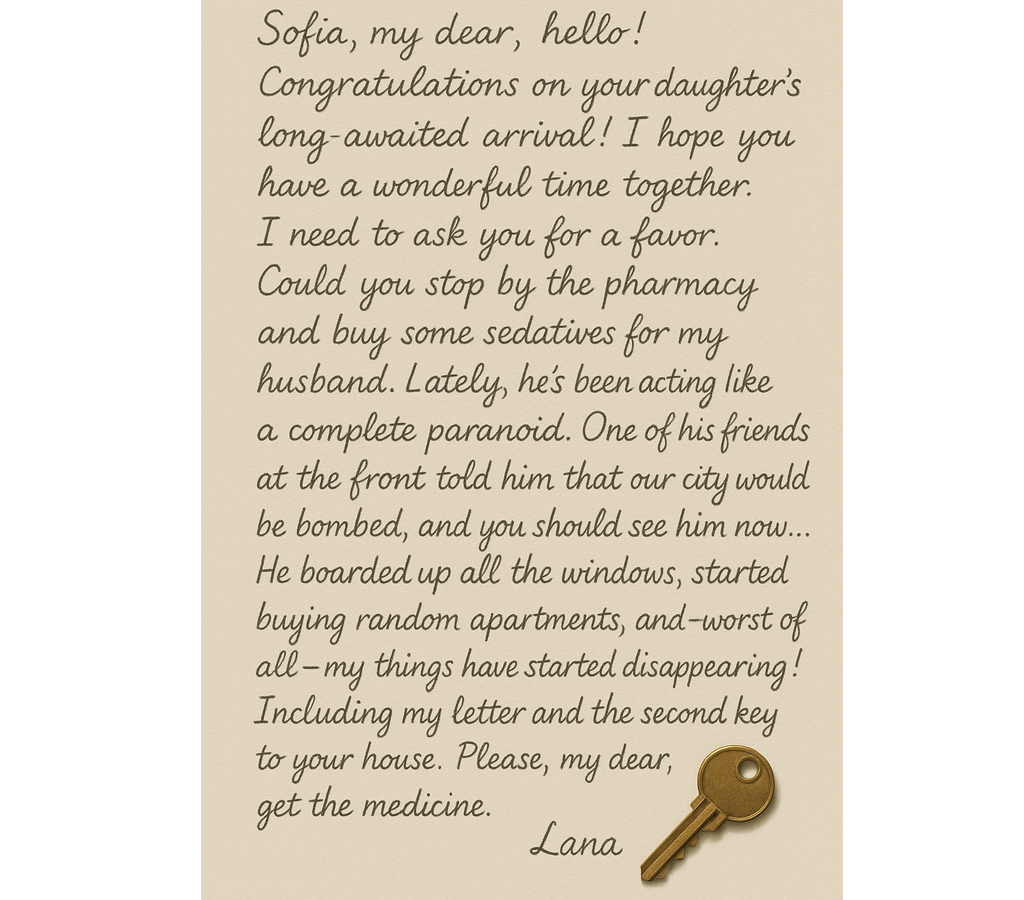 Sofia, my dear, hello!
Congratulations on your daughter's
long-awaited arrival! I hope you
have a wonderful time together.
I need to ask you for a favor.
Could you stop by the pharmacy
and buy some sedatives for my
husband. Lately, he's been acting like
a complete paranoid. One of his friends
at the front told him that our city would
be bombed, and you should see him now...
He boarded up all the windows, started
buying random apartments, and–worst of
all–my things have started disappearing!
Including my letter and the second key
to your house. Please, my dear,
get the medicine.
Lana